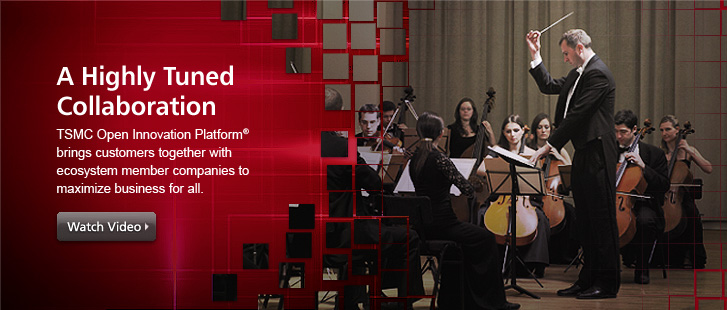 A Highly Tuned
Collaboration
TSMC Open Innovation Platform®
brings customers together with
ecosystem member companies to
maximize business for all.
Watch Video